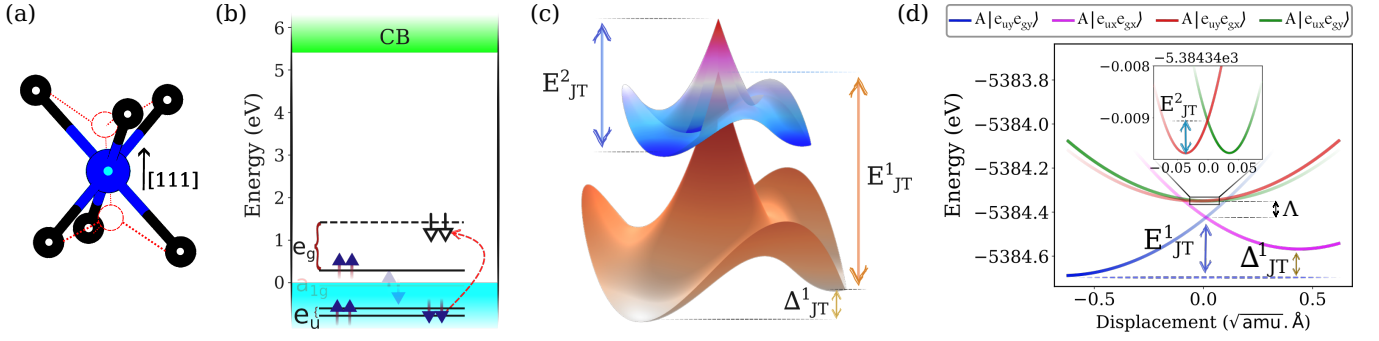 (a)
[111]
(b)
Energy (eV)
6
5
4
3
2
1
0
−1
CB
e_g
a_1g
e_u
(c)
E²_JT
E¹_JT
Δ¹_JT
(d)
A|e_uy e_gy⟩
A|e_ux e_gx⟩
A|e_uy e_gx⟩
A|e_ux e_gy⟩
Energy (eV)
−5383.8
−5384.0
−5384.2
−5384.4
−5384.6
−0.5
0.0
0.5
Displacement (√amu.Å)
−5.38434e3
−0.008
−0.009
−0.05
0.0
0.05
E²_JT
Λ
E¹_JT
Δ¹_JT